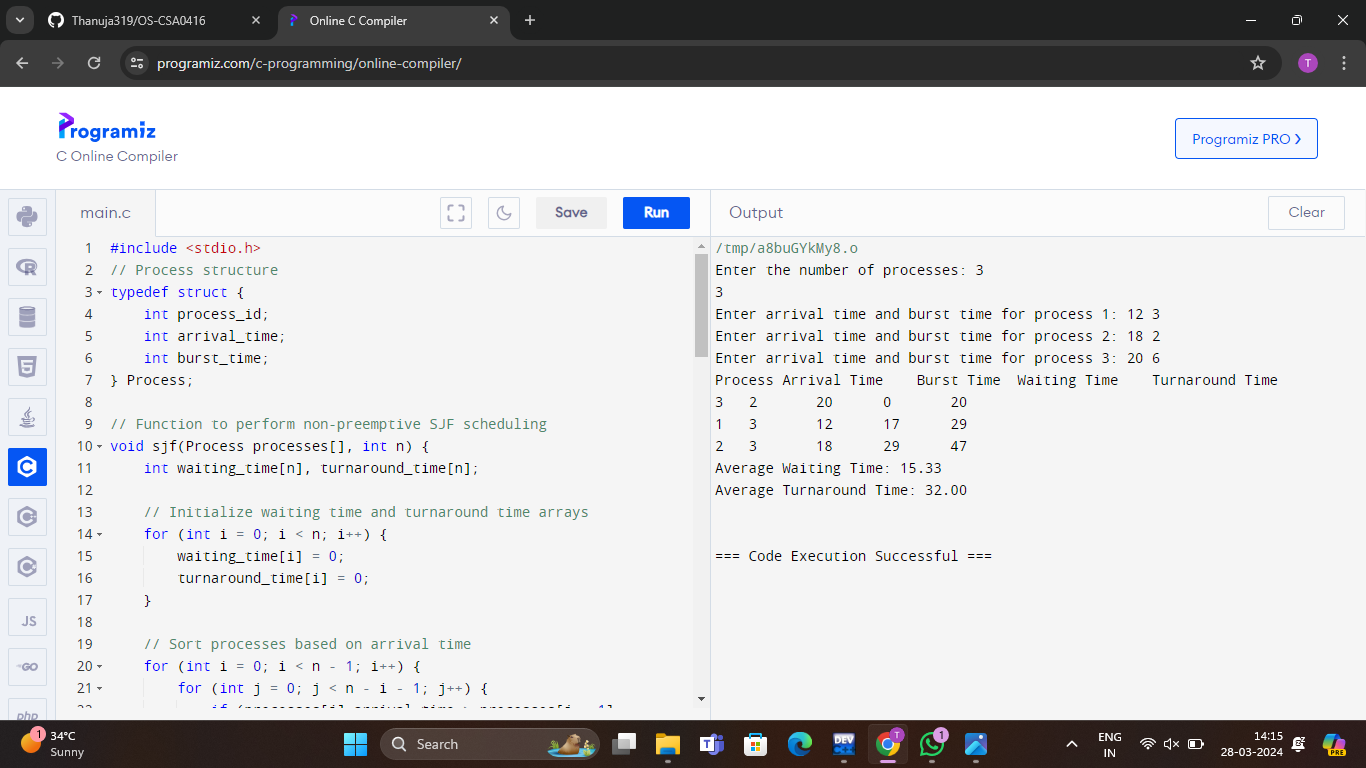 Thanuja319/OS-CSA0416
Online C Compiler
programiz.com/c-programming/online-compiler/
T
Programiz
C Online Compiler
Programiz PRO
main.c
Save
Run
Output
Clear
1 #include <stdio.h>
2 // Process structure
3 typedef struct {
4 int process_id;
5 int arrival_time;
6 int burst_time;
7 } Process;
8
9 // Function to perform non-preemptive SJF scheduling
10 void sjf(Process processes[], int n) {
11 int waiting_time[n], turnaround_time[n];
12
13 // Initialize waiting time and turnaround time arrays
14 for (int i = 0; i < n; i++) {
15 waiting_time[i] = 0;
16 turnaround_time[i] = 0;
17 }
18
19 // Sort processes based on arrival time
20 for (int i = 0; i < n - 1; i++) {
21 for (int j = 0; j < n - i - 1; j++) {
/tmp/a8buGYkMy8.o
Enter the number of processes: 3
3
Enter arrival time and burst time for process 1: 12 3
Enter arrival time and burst time for process 2: 18 2
Enter arrival time and burst time for process 3: 20 6
Process Arrival Time Burst Time Waiting Time Turnaround Time
3 2 20 0 20
1 3 12 17 29
2 3 18 29 47
Average Waiting Time: 15.33
Average Turnaround Time: 32.00
=== Code Execution Successful ===
JS
GO
php
1
34°C
Sunny
Search
DEV
T
1
ENG
IN
14:15
28-03-2024
PRE